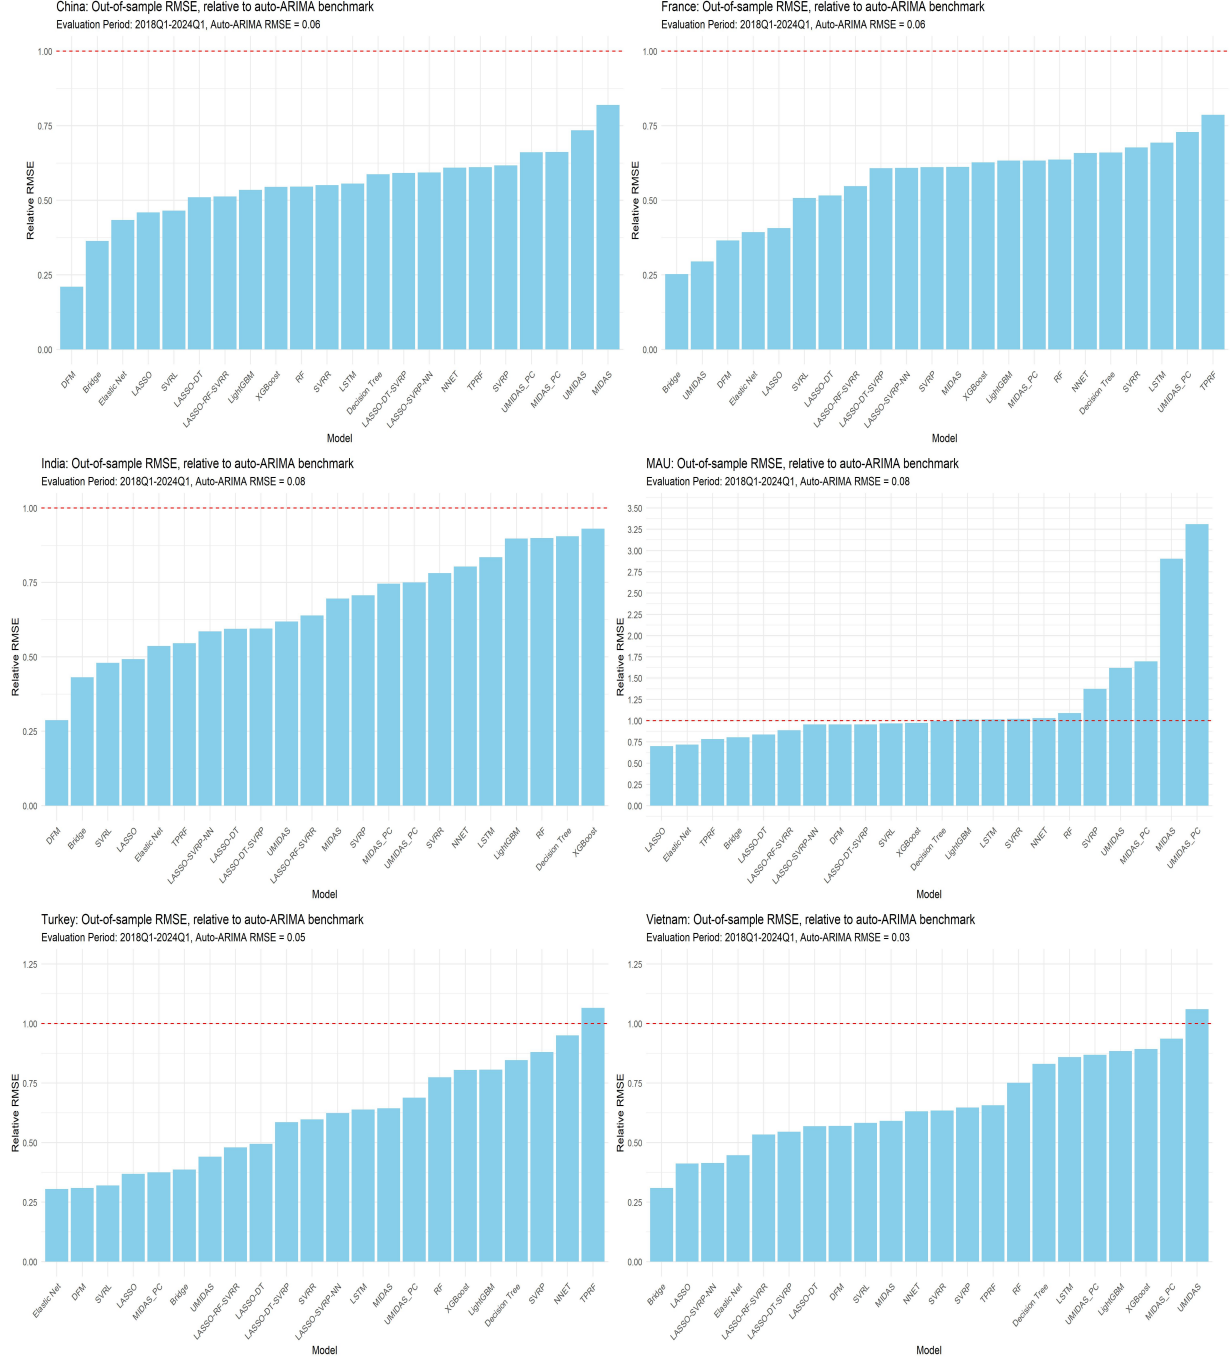 China: Out-of-sample RMSE, relative to auto-ARIMA benchmark
Evaluation Period: 2018Q1-2024Q1, Auto-ARIMA RMSE = 0.06
1.00
0.75
0.50
0.25
0.00
Relative RMSE
DFM
Bridge
Elastic Net
LASSO
SVRL
LASSO-DT
LASSO-RF-SVRR
LightGBM
XGBoost
RF
SVRR
LSTM
Decision Tree
LASSO-DT-SVRP
LASSO-SVRP-NN
NNET
TPRF
SVRP
UMIDAS_PC
MIDAS_PC
UMIDAS
MIDAS
Model
France: Out-of-sample RMSE, relative to auto-ARIMA benchmark
Evaluation Period: 2018Q1-2024Q1, Auto-ARIMA RMSE = 0.06
1.00
0.75
0.50
0.25
0.00
Relative RMSE
Bridge
UMIDAS
DFM
Elastic Net
LASSO
SVRL
LASSO-DT
LASSO-RF-SVRR
LASSO-DT-SVRP
LASSO-SVRP-NN
SVRP
MIDAS
XGBoost
LightGBM
MIDAS_PC
RF
NNET
Decision Tree
SVRR
LSTM
UMIDAS_PC
TPRF
Model
India: Out-of-sample RMSE, relative to auto-ARIMA benchmark
Evaluation Period: 2018Q1-2024Q1, Auto-ARIMA RMSE = 0.08
1.00
0.75
0.50
0.25
0.00
Relative RMSE
DFM
Bridge
SVRL
LASSO
Elastic Net
TPRF
LASSO-SVRP-NN
LASSO-DT
LASSO-DT-SVRP
UMIDAS
LASSO-RF-SVRR
MIDAS
SVRP
MIDAS_PC
UMIDAS_PC
SVRR
NNET
LSTM
LightGBM
RF
Decision Tree
XGBoost
Model
MAU: Out-of-sample RMSE, relative to auto-ARIMA benchmark
Evaluation Period: 2018Q1-2024Q1, Auto-ARIMA RMSE = 0.08
3.50
3.25
3.00
2.75
2.50
2.25
2.00
1.75
1.50
1.25
1.00
0.75
0.50
0.25
0.00
Relative RMSE
LASSO
Elastic Net
TPRF
Bridge
LASSO-DT
LASSO-RF-SVRR
LASSO-SVRP-NN
DFM
LASSO-DT-SVRP
SVRL
XGBoost
Decision Tree
LightGBM
LSTM
SVRR
NNET
RF
SVRP
UMIDAS
MIDAS_PC
MIDAS
UMIDAS_PC
Model
Turkey: Out-of-sample RMSE, relative to auto-ARIMA benchmark
Evaluation Period: 2018Q1-2024Q1, Auto-ARIMA RMSE = 0.05
1.25
1.00
0.75
0.50
0.25
0.00
Relative RMSE
Elastic Net
DFM
SVRL
LASSO
MIDAS_PC
Bridge
UMIDAS
LASSO-RF-SVRR
LASSO-DT
LASSO-DT-SVRP
SVRR
LASSO-SVRP-NN
LSTM
MIDAS
UMIDAS_PC
RF
XGBoost
LightGBM
Decision Tree
SVRP
NNET
TPRF
Model
Vietnam: Out-of-sample RMSE, relative to auto-ARIMA benchmark
Evaluation Period: 2018Q1-2024Q1, Auto-ARIMA RMSE = 0.03
1.25
1.00
0.75
0.50
0.25
0.00
Relative RMSE
Bridge
LASSO
LASSO-SVRP-NN
Elastic Net
LASSO-RF-SVRR
LASSO-DT-SVRP
LASSO-DT
DFM
SVRL
MIDAS
NNET
SVRR
SVRP
TPRF
RF
Decision Tree
LSTM
UMIDAS_PC
LightGBM
XGBoost
MIDAS_PC
UMIDAS
Model